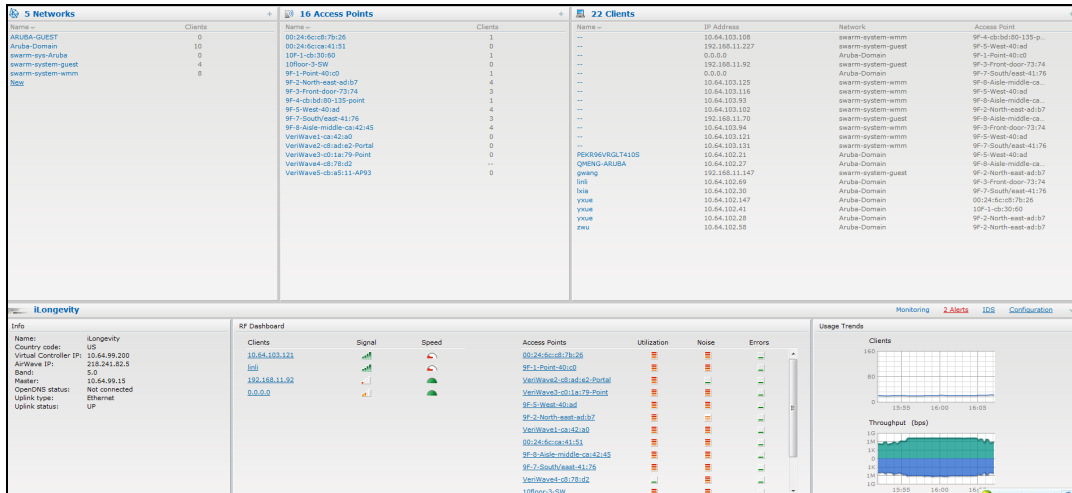 5 Networks +
Name Clients
ARUBA-GUEST 0
Aruba-Domain 10
swarm-sys-Aruba 0
swarm-system-guest 4
swarm-system-wmm 8
New
16 Access Points +
Name Clients
00:24:6c:c8:7b:26 1
00:24:6c:ca:41:51 0
10F-1-cb:30:60 1
10floor-3-SW 0
9F-1-Point-40:c0 1
9F-2-North-east-ad:b7 4
9F-3-Front-door-73:74 3
9F-4-cb:bd:80-135-point 1
9F-5-West-40:ad 4
9F-7-South/east-41:76 3
9F-8-Aisle-middle-ca:42:45 4
VeriWave1-ca:42:a0 0
VeriWave2-c8:ad:e2-Portal 0
VeriWave3-c0:1a:79-Point 0
VeriWave4-c8:78:d2 --
VeriWave5-cb:a5:11-AP93 0
22 Clients
Name IP Address Network Access Point
-- 10.64.103.108 swarm-system-wmm 9F-4-cb:bd:80-135-p...
-- 192.168.11.227 swarm-system-guest 9F-5-West-40:ad
-- 0.0.0.0 Aruba-Domain 9F-1-Point-40:c0
-- 192.168.11.92 swarm-system-guest 9F-3-Front-door-73:74
-- 0.0.0.0 Aruba-Domain 9F-7-South/east-41:76
-- 10.64.103.125 swarm-system-wmm 9F-8-Aisle-middle-ca...
-- 10.64.103.116 swarm-system-wmm 9F-5-West-40:ad
-- 10.64.103.93 swarm-system-wmm 9F-8-Aisle-middle-ca...
-- 10.64.103.102 swarm-system-wmm 9F-2-North-east-ad:b7
-- 192.168.11.70 swarm-system-guest 9F-8-Aisle-middle-ca...
-- 10.64.103.94 swarm-system-wmm 9F-3-Front-door-73:74
-- 10.64.103.121 swarm-system-wmm 9F-5-West-40:ad
-- 10.64.103.131 swarm-system-wmm 9F-7-South/east-41:76
PEKR96VRGLT410S 10.64.102.21 Aruba-Domain 9F-5-West-40:ad
QMENG-ARUBA 10.64.102.27 Aruba-Domain 9F-8-Aisle-middle-ca...
gwang 192.168.11.147 swarm-system-guest 9F-2-North-east-ad:b7
linli 10.64.102.69 Aruba-Domain 9F-3-Front-door-73:74
lxia 10.64.102.30 Aruba-Domain 9F-7-South/east-41:76
yxue 10.64.102.147 Aruba-Domain 00:24:6c:c8:7b:26
yxue 10.64.102.41 Aruba-Domain 10F-1-cb:30:60
yxue 10.64.102.28 Aruba-Domain 9F-2-North-east-ad:b7
zwu 10.64.102.58 Aruba-Domain 9F-2-North-east-ad:b7
iLongevity
Monitoring 2 Alerts IDS Configuration
Info
Name: iLongevity
Country code: US
Virtual Controller IP: 10.64.99.200
AirWave IP: 218.241.82.5
Band: 5.0
Master: 10.64.99.15
OpenDNS status: Not connected
Uplink type: Ethernet
Uplink status: UP
RF Dashboard
Clients Signal Speed
10.64.103.121
linli
192.168.11.92
0.0.0.0
Access Points Utilization Noise Errors
00:24:6c:c8:7b:26
9F-1-Point-40:c0
VeriWave2-c8:ad:e2-Portal
VeriWave3-c0:1a:79-Point
9F-5-West-40:ad
9F-2-North-east-ad:b7
VeriWave1-ca:42:a0
00:24:6c:ca:41:51
9F-8-Aisle-middle-ca:42:45
9F-7-South/east-41:76
VeriWave4-c8:78:d2
10floor-3-SW
Usage Trends
Clients
160
80
0
15:55 16:00 16:05
Throughput (bps)
1G
1M
1K
0
1K
1M
1G
15:55 16:00